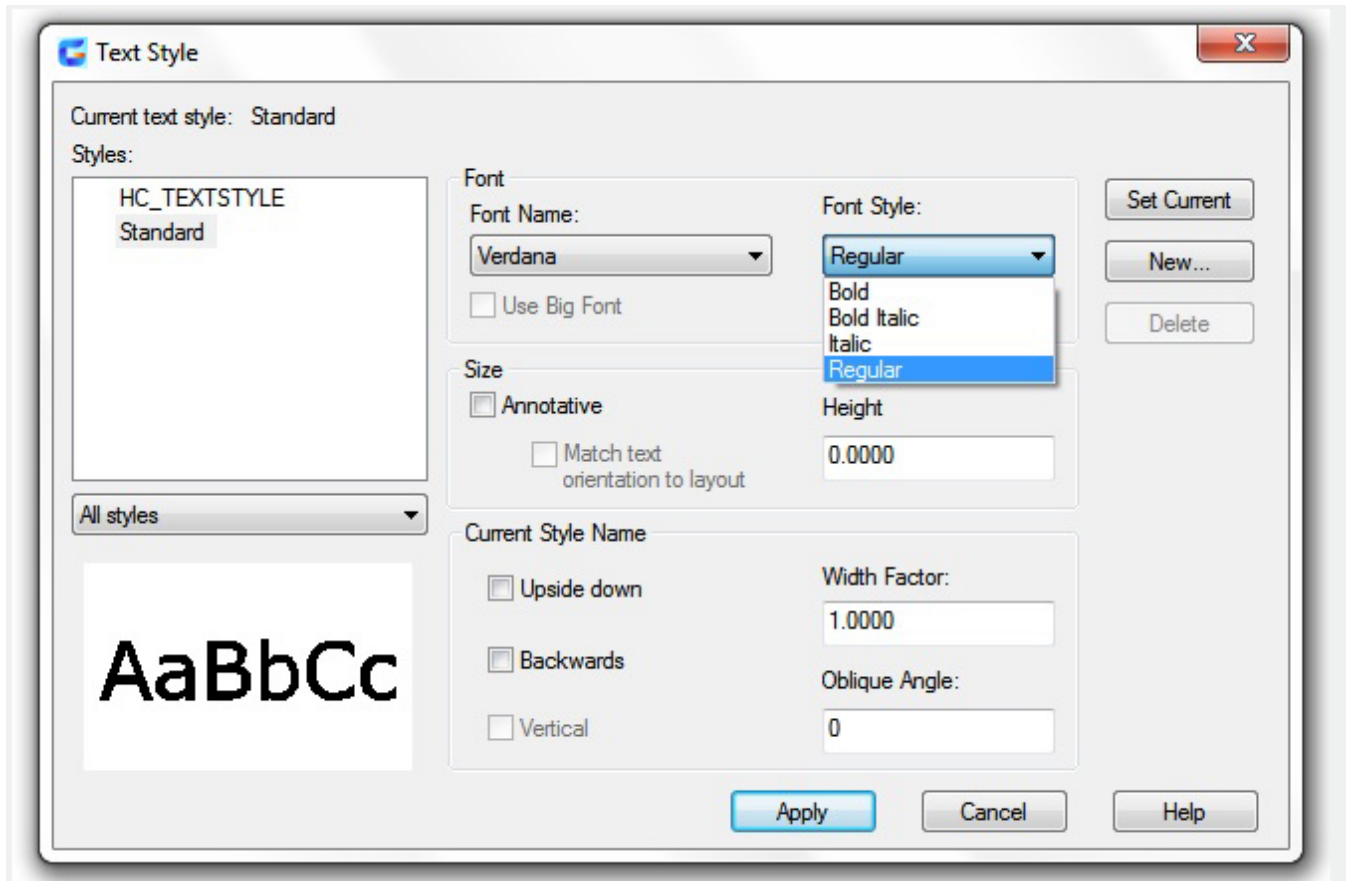 Text Style
Current text style: Standard
Styles:
HC_TEXTSTYLE
Standard
All styles
AaBbCc
Font
Font Name:
Verdana
Use Big Font
Font Style:
Regular
Bold
Bold Italic
Italic
Regular
Size
Annotative
Match text
orientation to layout
Height
0.0000
Current Style Name
Upside down
Backwards
Vertical
Width Factor:
1.0000
Oblique Angle:
0
Set Current
New...
Delete
Apply
Cancel
Help